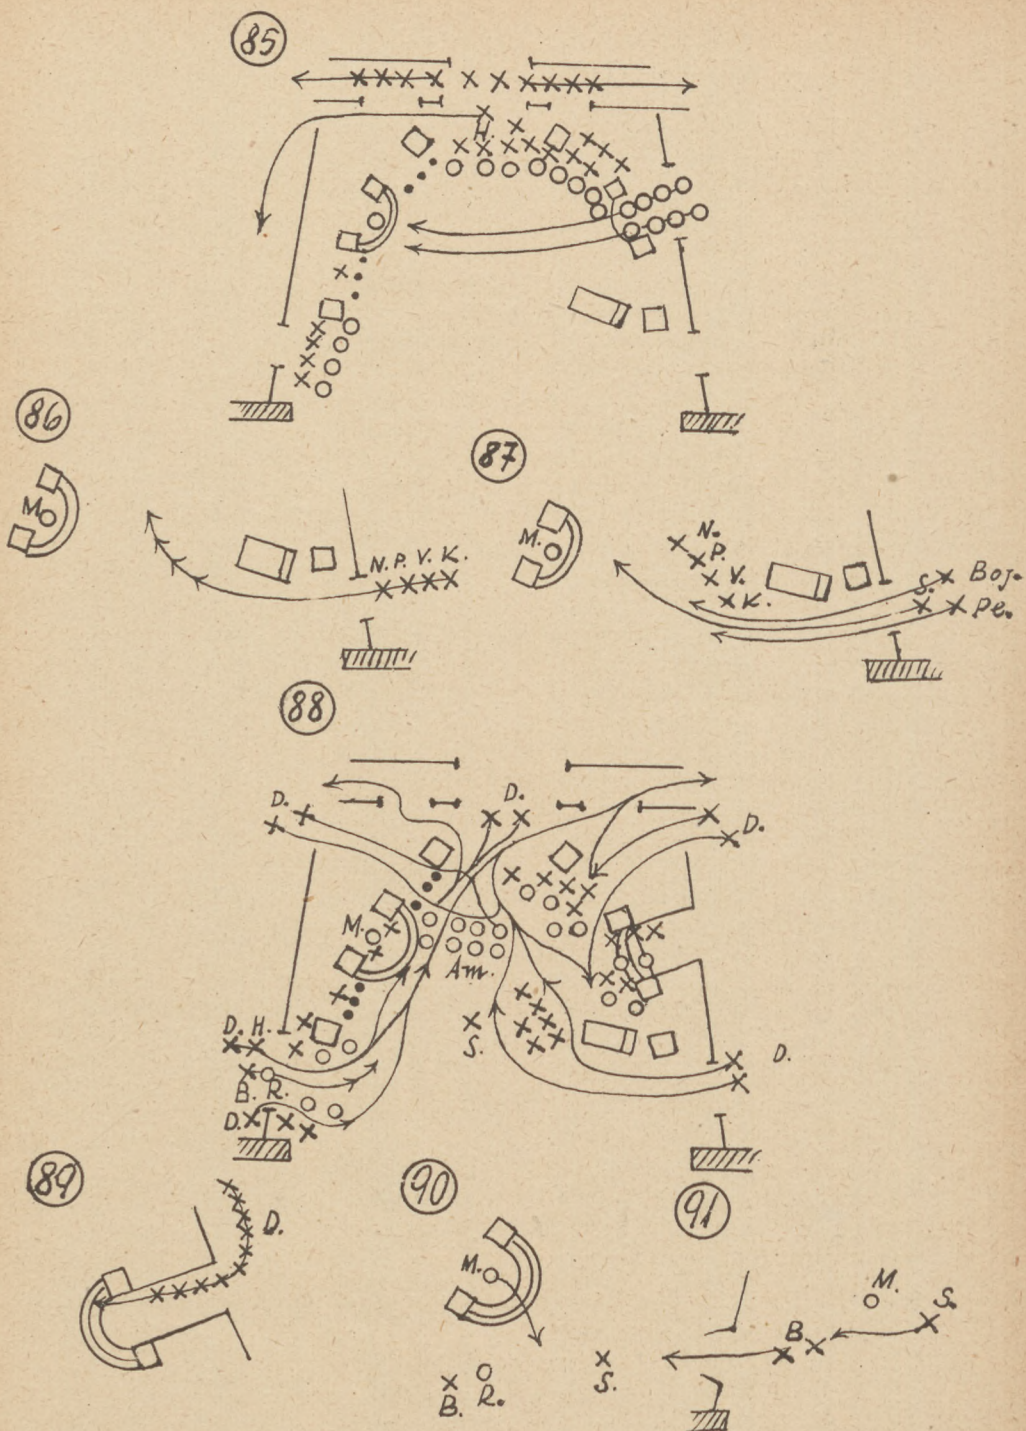 85
H.
86
M.
N. P. V. K.
87
M.
N.
P.
V.
K.
S.
Boj.
Pe.
88
D.
D.
D.
M.
Am.
S.
D. H.
B. R.
D.
D.
89
D.
90
M.
B.
R.
S.
91
M.
S.
B.